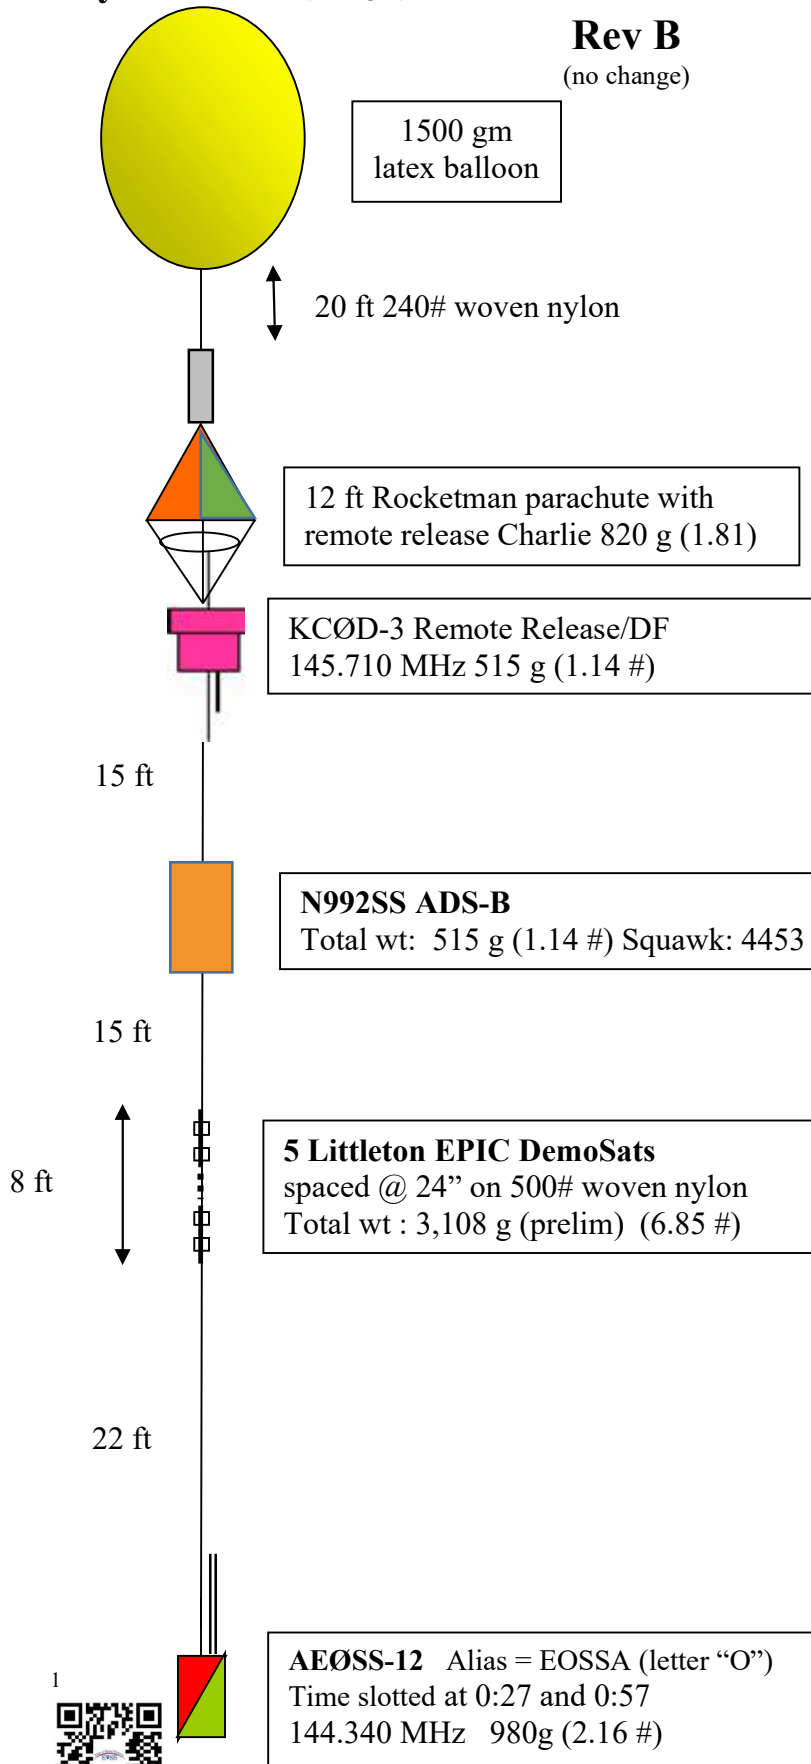 Rev B
(no change)
1500 gm
latex balloon
20 ft 240# woven nylon
12 ft Rocketman parachute with
remote release Charlie 820 g (1.81)
KCØD-3 Remote Release/DF
145.710 MHz 515 g (1.14 #)
15 ft
N992SS ADS-B
Total wt:  515 g (1.14 #) Squawk: 4453
15 ft
8 ft
5 Littleton EPIC DemoSats
spaced @ 24” on 500# woven nylon
Total wt : 3,108 g (prelim)  (6.85 #)
22 ft
AEØSS-12   Alias = EOSSA (letter “O”)
Time slotted at 0:27 and 0:57
144.340 MHz   980g (2.16 #)
1